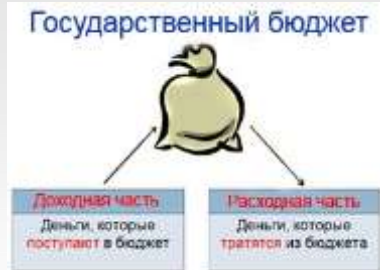 Государственный бюджет
Доходная часть
Деньги, которые
поступают в бюджет
Расходная часть
Деньги, которые
тратятся из бюджета